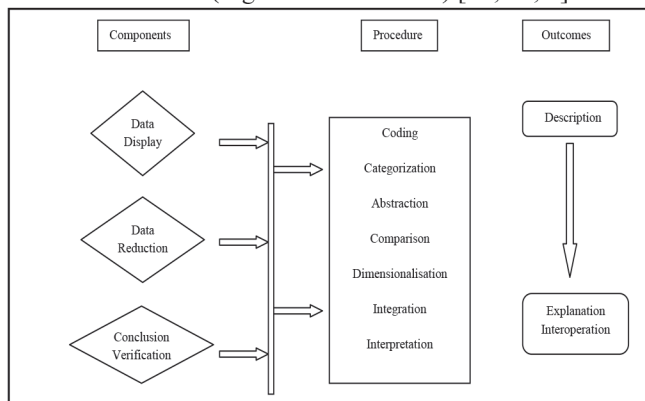 Components
Procedure
Outcomes
Data
Display
Data
Reduction
Conclusion
Verification
Coding
Categorization
Abstraction
Comparison
Dimensionalisation
Integration
Interpretation
Description
Explanation
Interoperation